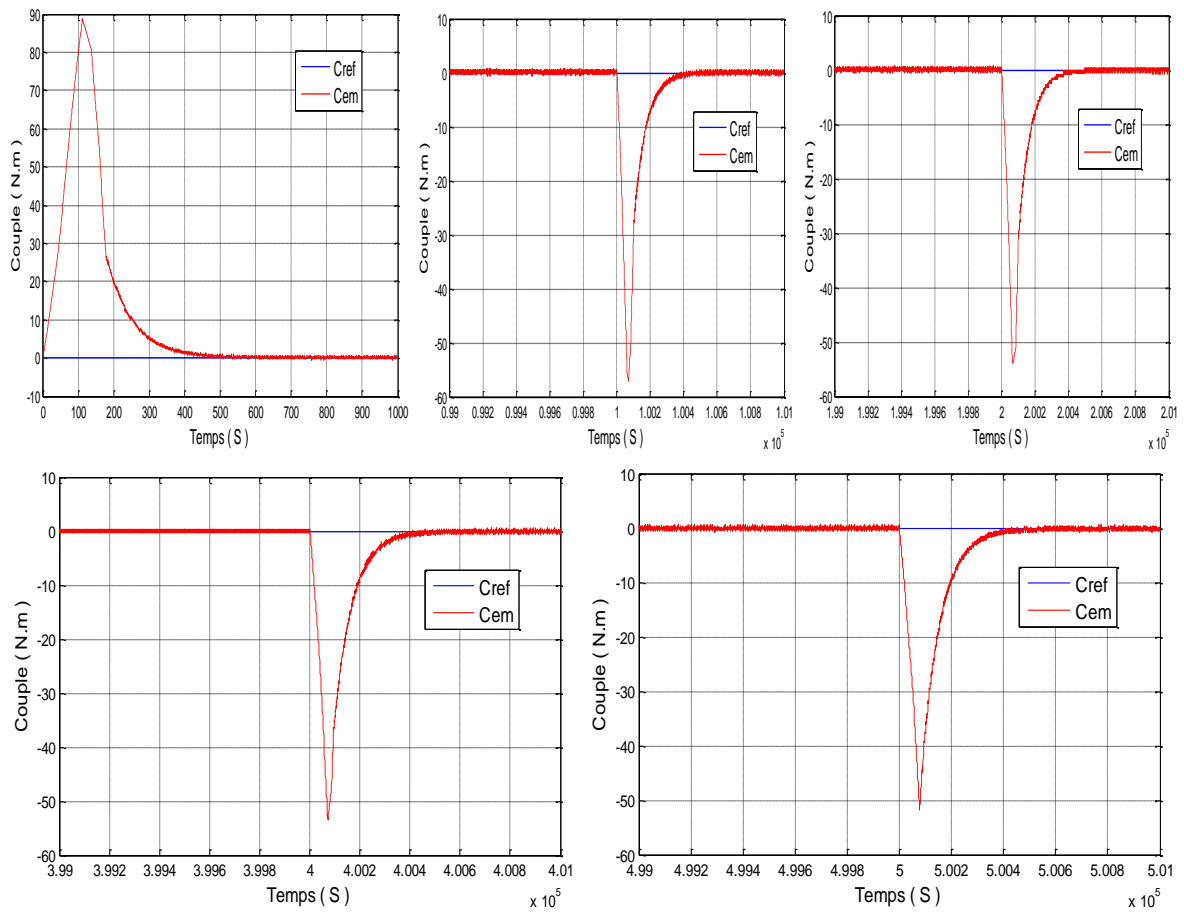 90
80
70
60
50
40
30
20
10
0
-10
Couple ( N.m )
Cref
Cem
0 100 200 300 400 500 600 700 800 900 1000
Temps ( S )
10
0
-10
-20
-30
-40
-50
-60
Couple ( N.m )
Cref
Cem
0.99 0.992 0.994 0.996 0.998 1 1.002 1.004 1.006 1.008 1.01
Temps ( S )
x 10^5
10
0
-10
-20
-30
-40
-50
-60
Couple ( N.m )
Cref
Cem
1.99 1.992 1.994 1.996 1.998 2 2.002 2.004 2.006 2.008 2.01
Temps ( S )
x 10^5
10
0
-10
-20
-30
-40
-50
-60
Couple ( N.m )
Cref
Cem
3.99 3.992 3.994 3.996 3.998 4 4.002 4.004 4.006 4.008 4.01
Temps ( S )
x 10^5
10
0
-10
-20
-30
-40
-50
-60
Couple ( N.m )
Cref
Cem
4.99 4.992 4.994 4.996 4.998 5 5.002 5.004 5.006 5.008 5.01
Temps ( S )
x 10^5